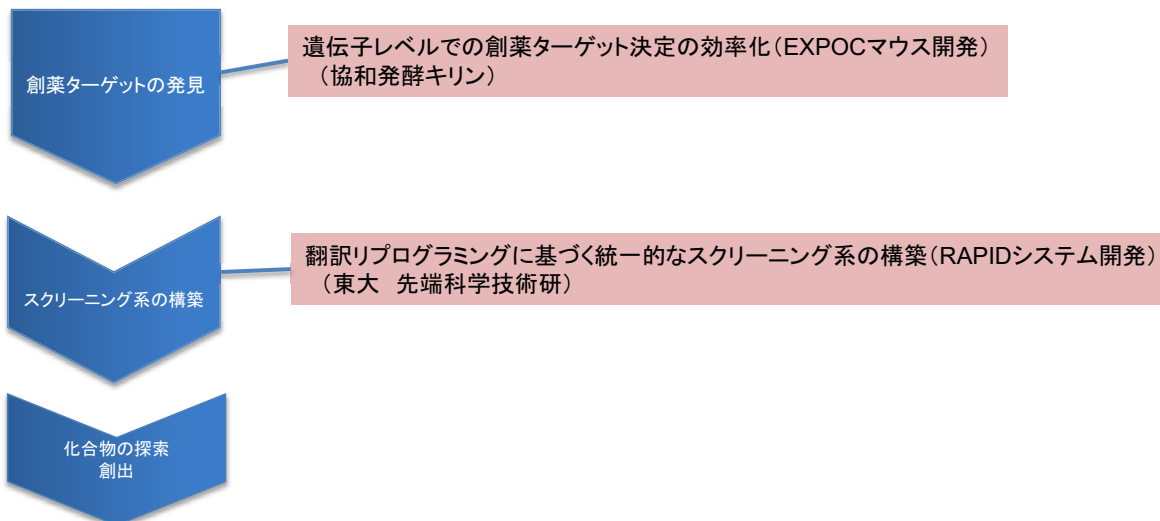 創薬ターゲットの発見
遺伝子レベルでの創薬ターゲット決定の効率化(EXPOCマウス開発)
(協和発酵キリン)
スクリーニング系の構築
翻訳リプログラミングに基づく統一的なスクリーニング系の構築(RAPIDシステム開発)
(東大 先端科学技術研)
化合物の探索
創出